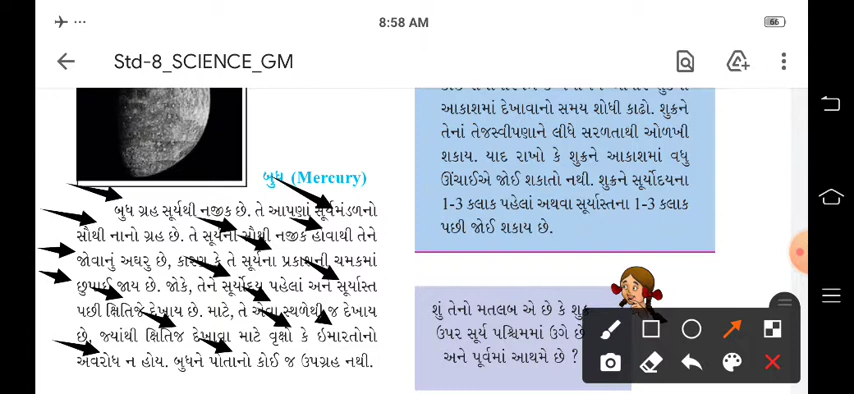 8:58 AM
66
Std-8_SCIENCE_GM
બુધ (Mercury)
બુધ ગ્રહ સૂર્યથી નજીક છે. તે આપણાં સૂર્યમંડળનો
સૌથી નાનો ગ્રહ છે. તે સૂર્યની સૌથી નજીક હોવાથી તેને
જોવાનું અઘરુ છે, કારણ કે તે સૂર્યના પ્રકાશની ચમકમાં
છુપાઈ જાય છે. જોકે, તેને સૂર્યોદય પહેલાં અને સૂર્યાસ્ત
પછી ક્ષિતિજે દેખાય છે. માટે, તે એવા સ્થળેથી જ દેખાય
છે, જ્યાંથી ક્ષિતિજ દેખાવા માટે વૃક્ષો કે ઇમારતોનો
અવરોધ ન હોય. બુધને પોતાનો કોઈ જ ઉપગ્રહ નથી.
આકાશમાં દેખાવાનો સમય શોધી કાઢો. શુક્રને
તેનાં તેજસ્વીપણાને લીધે સરળતાથી ઓળખી
શકાય. યાદ રાખો કે શુક્રને આકાશમાં વધુ
ઊંચાઈએ જોઈ શકાતો નથી. શુક્રને સૂર્યોદયના
1-3 કલાક પહેલાં અથવા સૂર્યાસ્તના 1-3 કલાક
પછી જોઈ શકાય છે.
શું તેનો મતલબ એ છે કે શુક્ર
ઉપર સૂર્ય પશ્ચિમમાં ઉગે છે
અને પૂર્વમાં આથમે છે ?